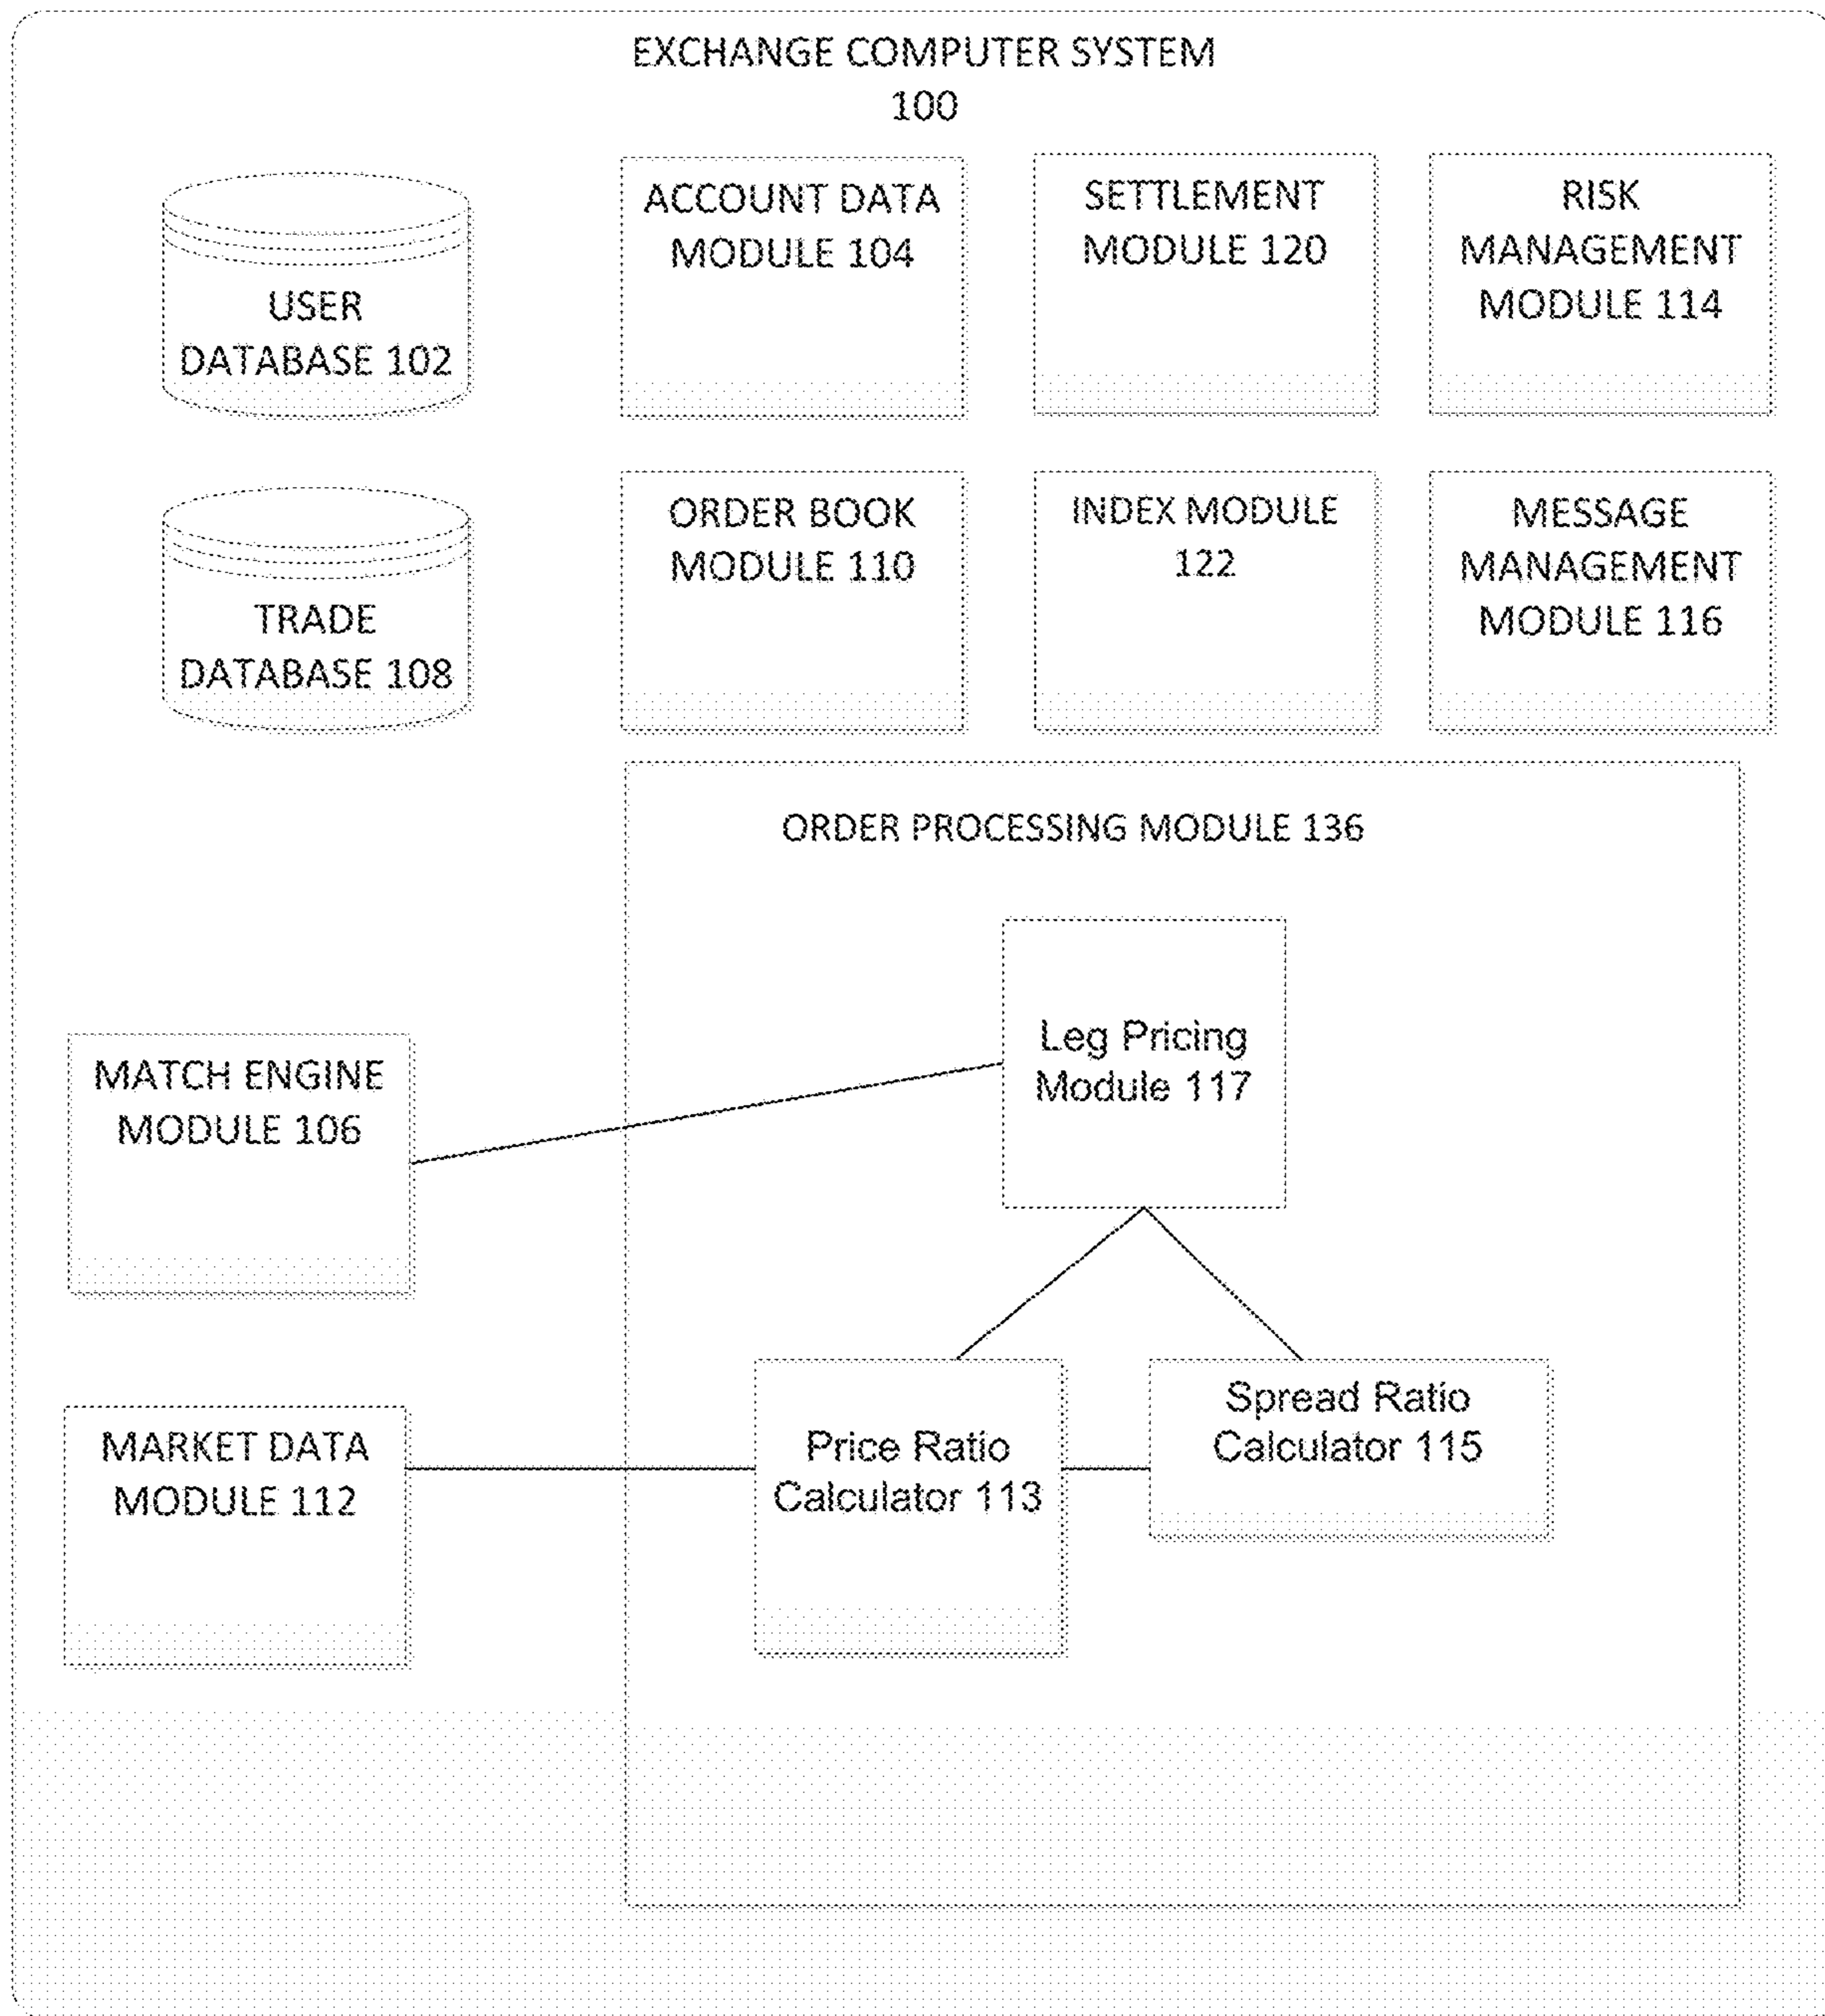 EXCHANGE COMPUTER SYSTEM
100
USER
DATABASE 102
ACCOUNT DATA
MODULE 104
SETTLEMENT
MODULE 120
RISK
MANAGEMENT
MODULE 114
TRADE
DATABASE 108
ORDER BOOK
MODULE 110
INDEX MODULE
122
MESSAGE
MANAGEMENT
MODULE 116
ORDER PROCESSING MODULE 136
Leg Pricing
Module 117
MATCH ENGINE
MODULE 106
MARKET DATA
MODULE 112
Price Ratio
Calculator 113
Spread Ratio
Calculator 115